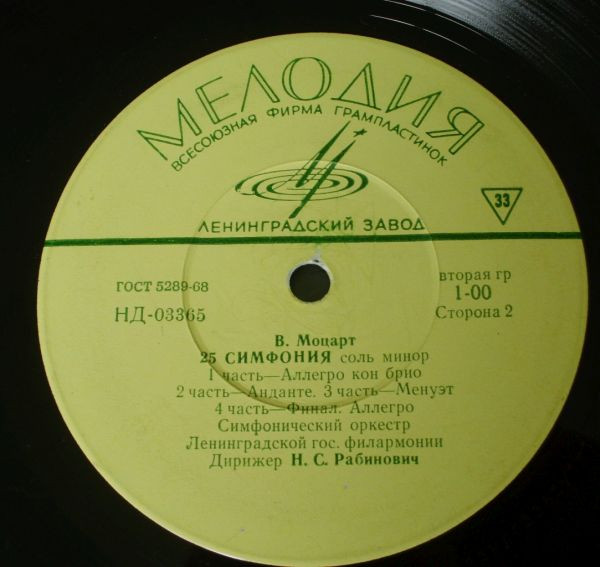 МЕЛОДИЯ
ВСЕСОЮЗНАЯ ФИРМА ГРАМПЛАСТИНОК
33
ЛЕНИНГРАДСКИЙ ЗАВОД
ГОСТ 5289-68
НД-03365
вторая гр
1-00
Сторона 2
В. Моцарт
25 СИМФОНИЯ соль минор
1 часть—Аллегро кон брио
2 часть—Анданте. 3 часть—Менуэт
4 часть—Финал. Аллегро
Симфонический оркестр
Ленинградской гос. филармонии
Дирижер Н. С. Рабинович